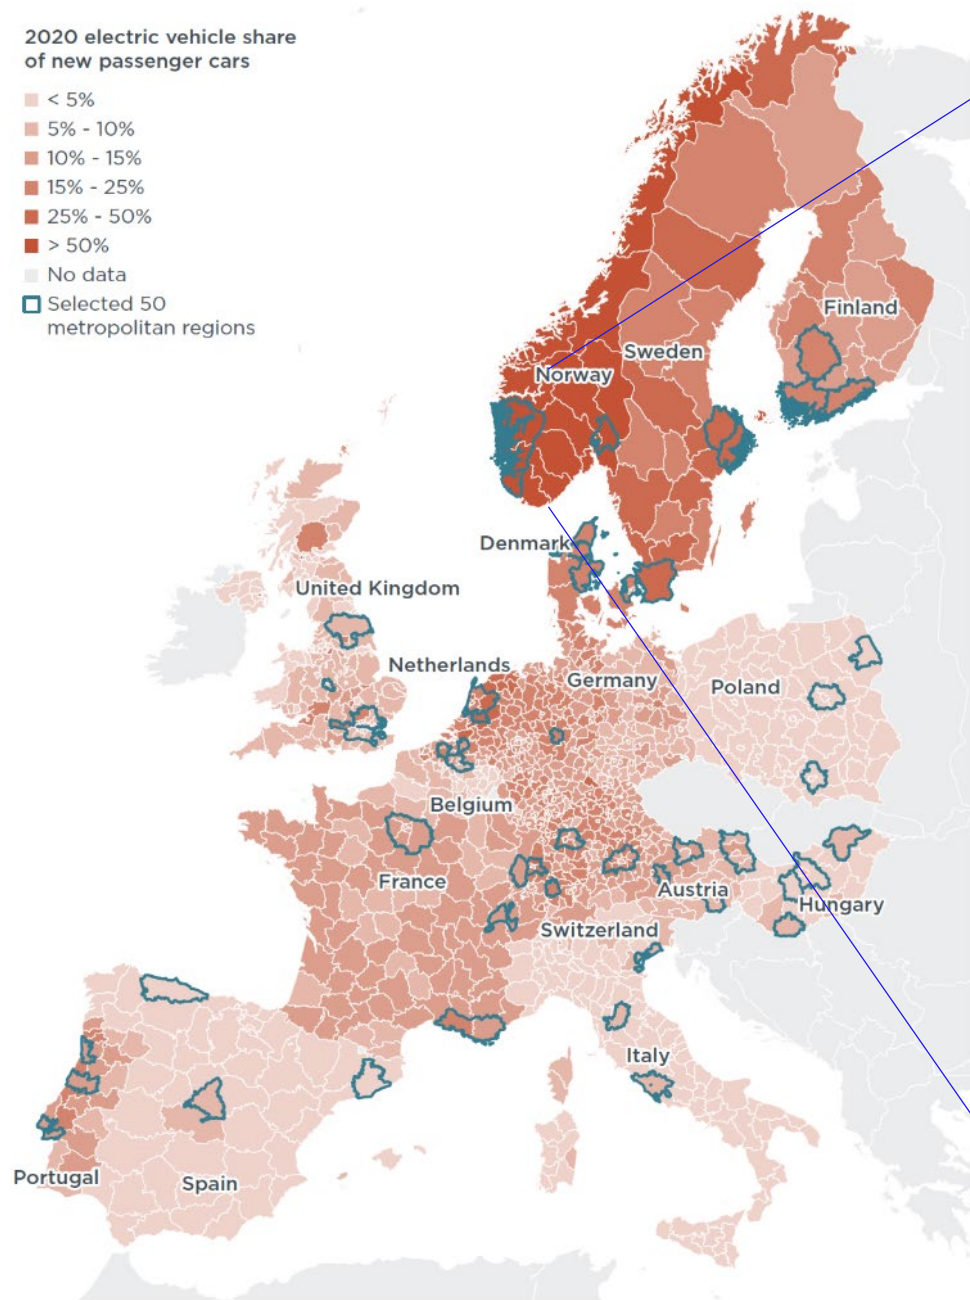 2020 electric vehicle share
of new passenger cars
< 5%
5% - 10%
10% - 15%
15% - 25%
25% - 50%
> 50%
No data
Selected 50
metropolitan regions
Finland
Sweden
Norway
Denmark
United Kingdom
Netherlands
Germany
Poland
Belgium
France
Austria
Hungary
Switzerland
Italy
Portugal
Spain